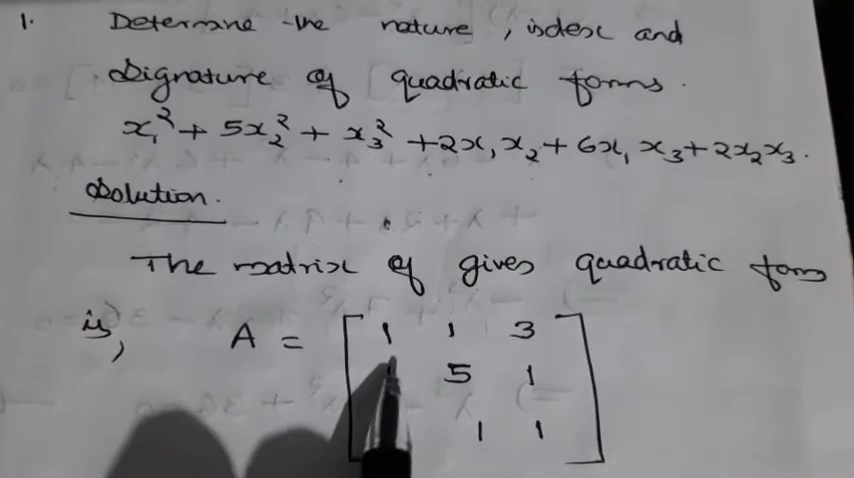 1. Determine the nature, index and
Signature of quadratic forms.
x₁² + 5x₂² + x₃² + 2x₁x₂ + 6x₁x₃ + 2x₂x₃.
Solution.
The matrix of given quadratic form
is, A = [ 1 1 3
5 1
1 1 ]